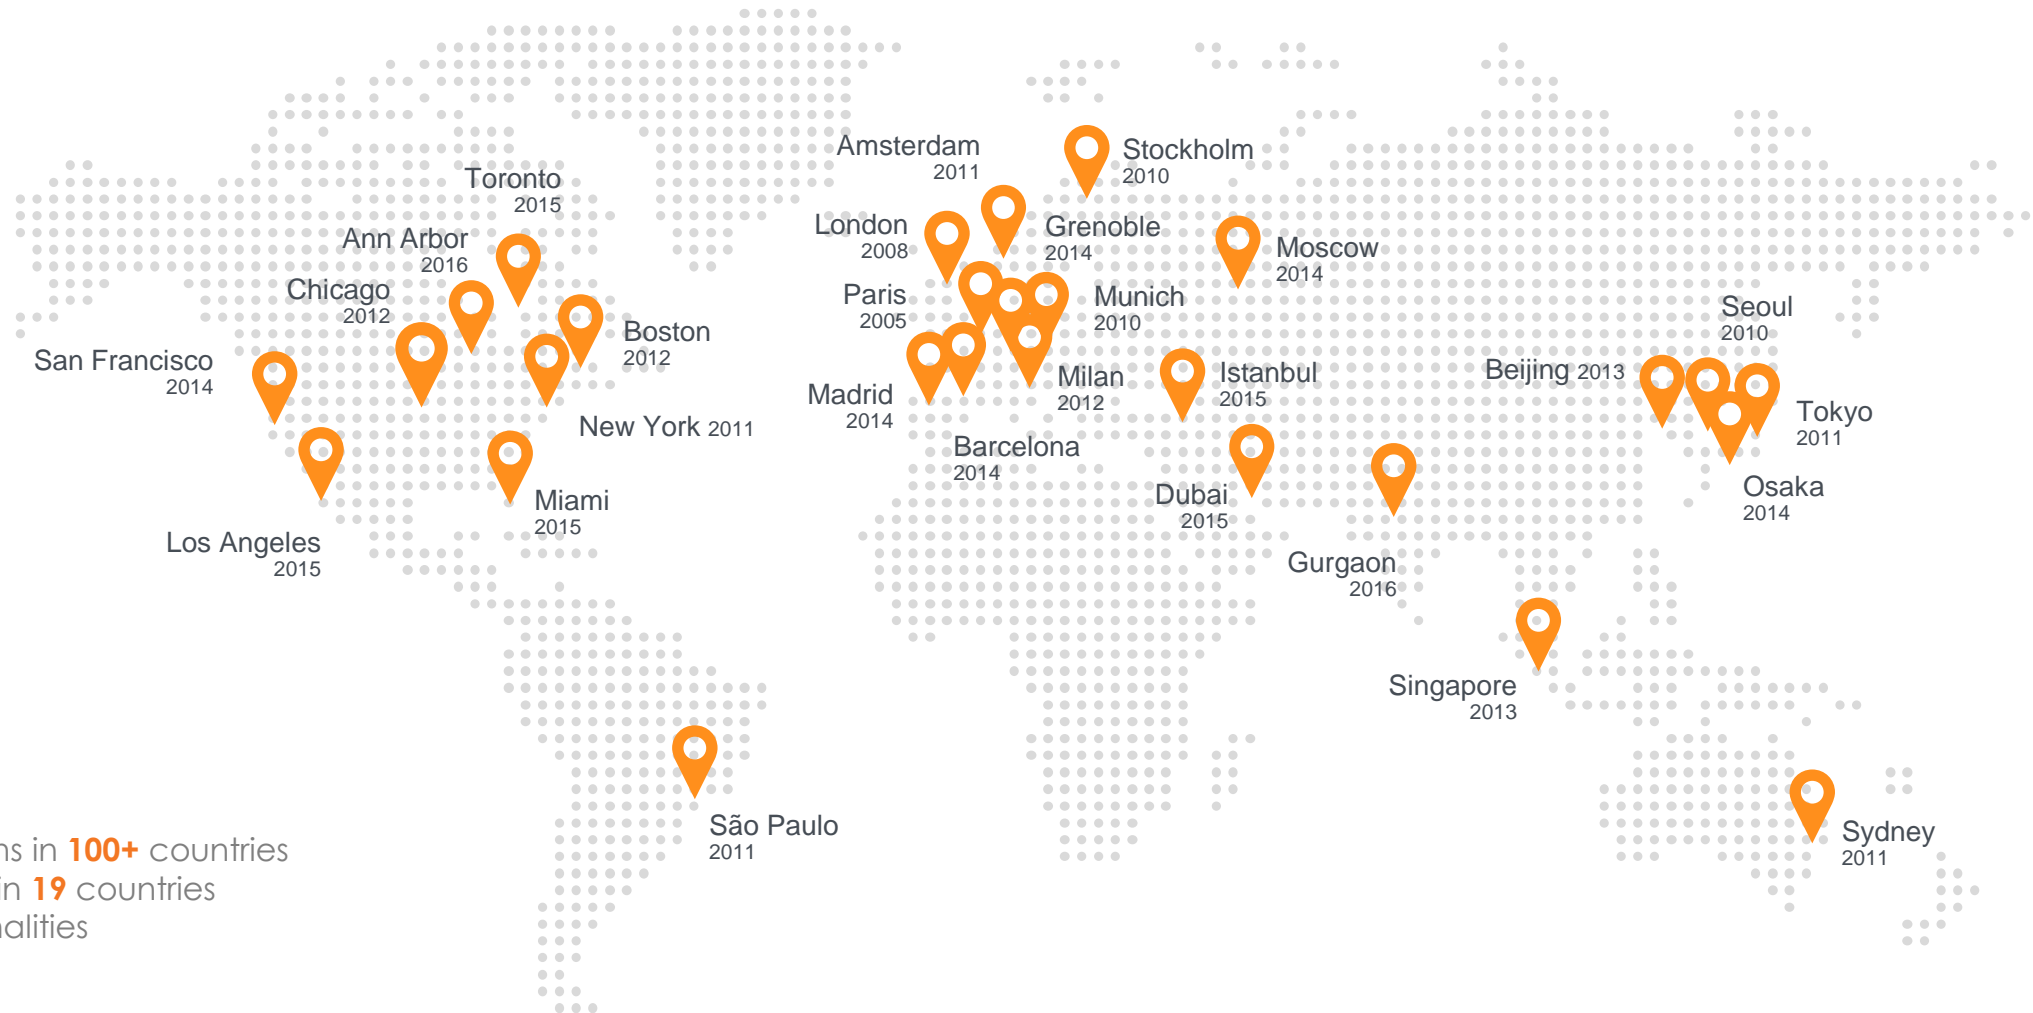 Amsterdam
2011
Stockholm
2010
Toronto
2015
London
2008
Grenoble
2014
Ann Arbor
2016
Moscow
2014
Chicago
2012
Paris
2005
Munich
2010
Seoul
2010
Boston
2012
San Francisco
2014
Beijing 2013
Istanbul
2015
Milan
2012
Madrid
2014
Tokyo
2011
New York 2011
Barcelona
2014
Miami
2015
Dubai
2015
Osaka
2014
Los Angeles
2015
Gurgaon
2016
Singapore
2013
São Paulo
2011
Sydney
2011
in 100+ countries
in 19 countries